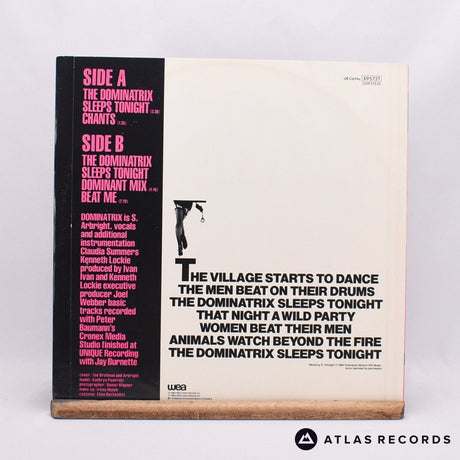 SIDE A
THE DOMINATRIX
SLEEPS TONIGHT
CHANTS
SIDE B
THE DOMINATRIX
SLEEPS TONIGHT
DOMINANT MIX
BEAT ME
DOMINATRIX is S.
Arbright, vocals
and additional
instrumentation
Claudia Summers
Kenneth Lockie
produced by Ivan
Ivan and Kenneth
Lockie executive
producer Joel
Webber basic
tracks recorded
with Peter
Baumann's
Cronex Media
Studio finished at
UNIQUE Recording
with Jay Burnette
THE VILLAGE STARTS TO DANCE
THE MEN BEAT ON THEIR DRUMS
THE DOMINATRIX SLEEPS TONIGHT
THAT NIGHT A WILD PARTY
WOMEN BEAT THEIR MEN
ANIMALS WATCH BEYOND THE FIRE
THE DOMINATRIX SLEEPS TONIGHT
wea
ATLAS RECORDS